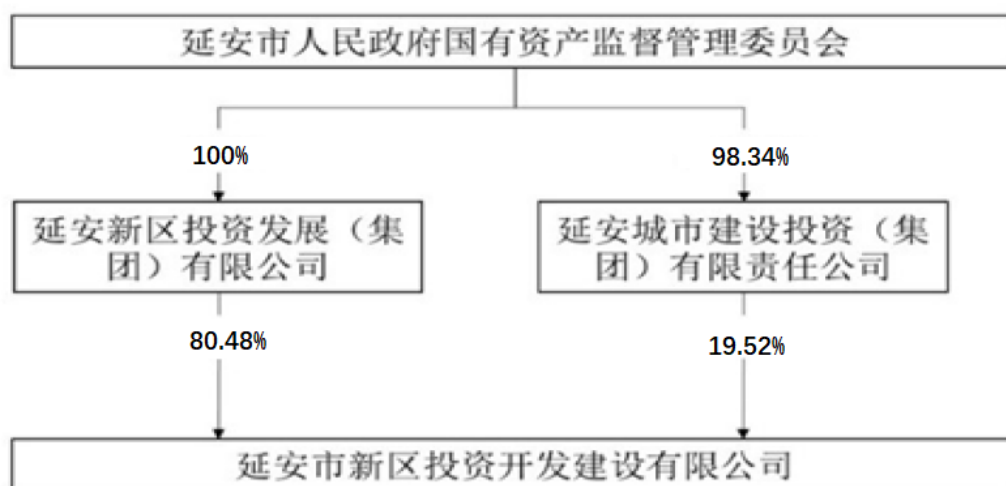 延安市人民政府国有资产监督管理委员会
100%
98.34%
延安新区投资发展（集
团）有限公司
延安城市建设投资（集
团）有限责任公司
80.48%
19.52%
延安市新区投资开发建设有限公司